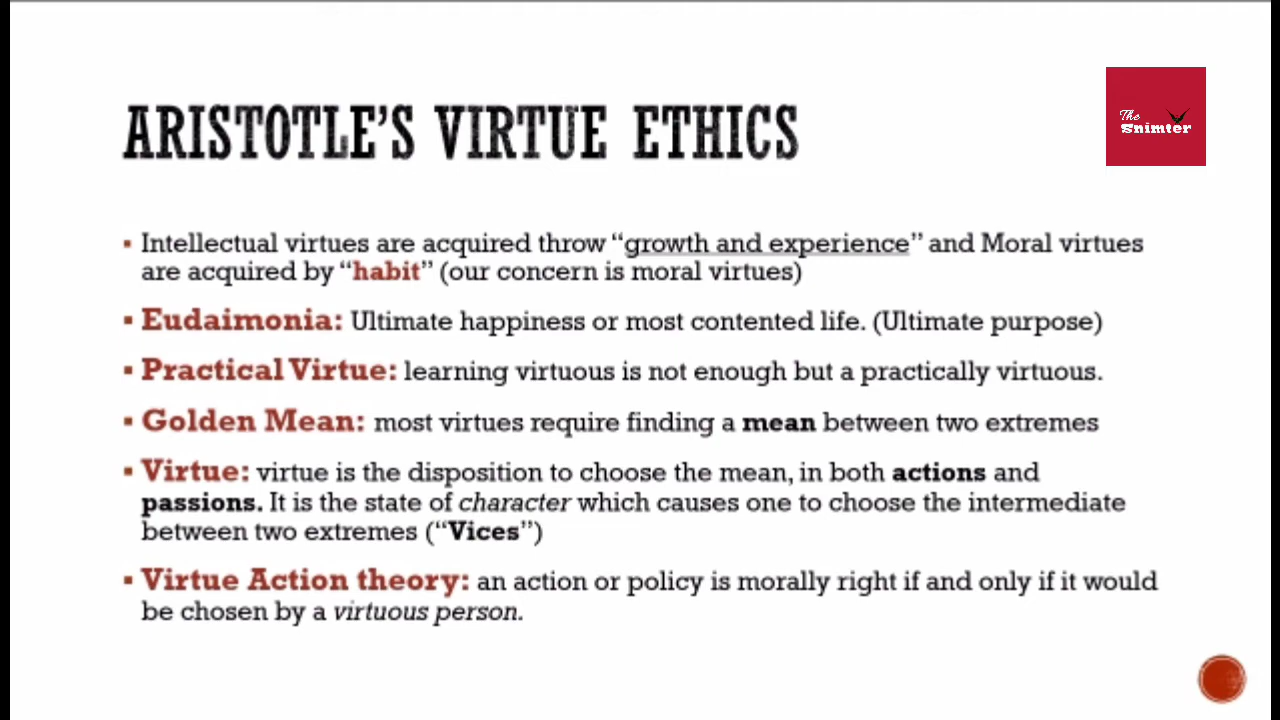 ARISTOTLE'S VIRTUE ETHICS
The
Snimter
▪ Intellectual virtues are acquired throw “growth and experience” and Moral virtues
are acquired by “habit” (our concern is moral virtues)
▪ Eudaimonia: Ultimate happiness or most contented life. (Ultimate purpose)
▪ Practical Virtue: learning virtuous is not enough but a practically virtuous.
▪ Golden Mean: most virtues require finding a mean between two extremes
▪ Virtue: virtue is the disposition to choose the mean, in both actions and
passions. It is the state of character which causes one to choose the intermediate
between two extremes (“Vices”)
▪ Virtue Action theory: an action or policy is morally right if and only if it would
be chosen by a virtuous person.